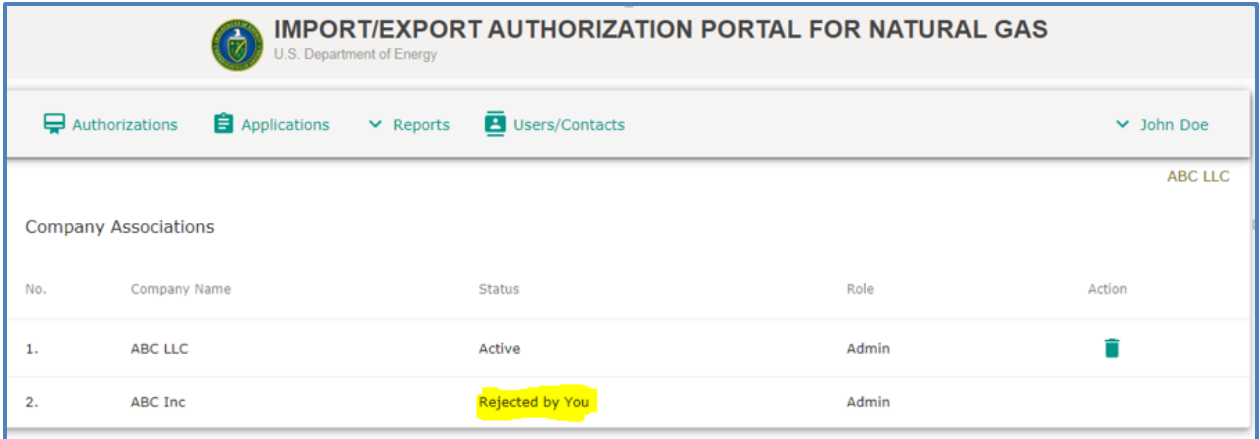 IMPORT/EXPORT AUTHORIZATION PORTAL FOR NATURAL GAS
U.S. Department of Energy
Authorizations Applications Reports Users/Contacts John Doe
ABC LLC
Company Associations
No. Company Name Status Role Action
1. ABC LLC Active Admin
2. ABC Inc Rejected by You Admin